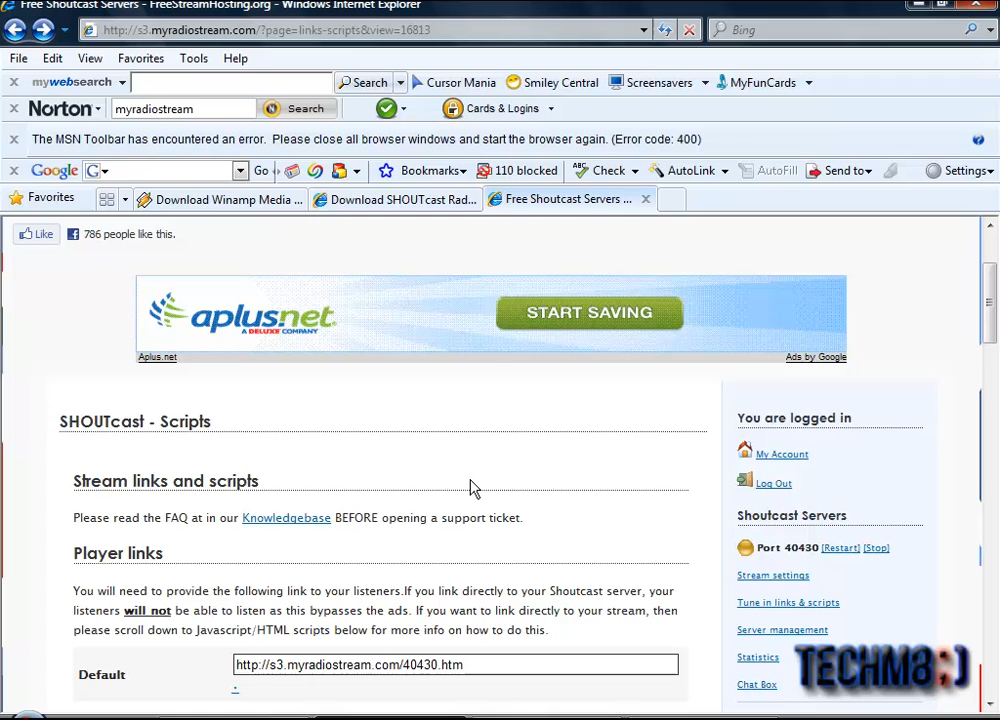 Free Shoutcast Servers - FreeStreamHosting.org - Windows Internet Explorer
http://s3.myradiostream.com/?page=links-scripts&view=16813
Bing
File Edit View Favorites Tools Help
mywebsearch Search Cursor Mania Smiley Central Screensavers MyFunCards
Norton myradiostream Search Cards & Logins
The MSN Toolbar has encountered an error. Please close all browser windows and start the browser again. (Error code: 400)
Google G Go Bookmarks 110 blocked ABC Check AutoLink AutoFill Send to Settings
Favorites Download Winamp Media ... Download SHOUTcast Rad... Free Shoutcast Servers ...
Like 786 people like this.
aplus.net
A DELUXE COMPANY
START SAVING
Aplus.net Ads by Google
SHOUTcast - Scripts
Stream links and scripts
Please read the FAQ at in our Knowledgebase BEFORE opening a support ticket.
Player links
You will need to provide the following link to your listeners.If you link directly to your Shoutcast server, your
listeners will not be able to listen as this bypasses the ads. If you want to link directly to your stream, then
please scroll down to Javascript/HTML scripts below for more info on how to do this.
Default http://s3.myradiostream.com/40430.htm
You are logged in
My Account
Log Out
Shoutcast Servers
Port 40430 [Restart] [Stop]
Stream settings
Tune in links & scripts
Server management
Statistics
Chat Box
TECHM8;)